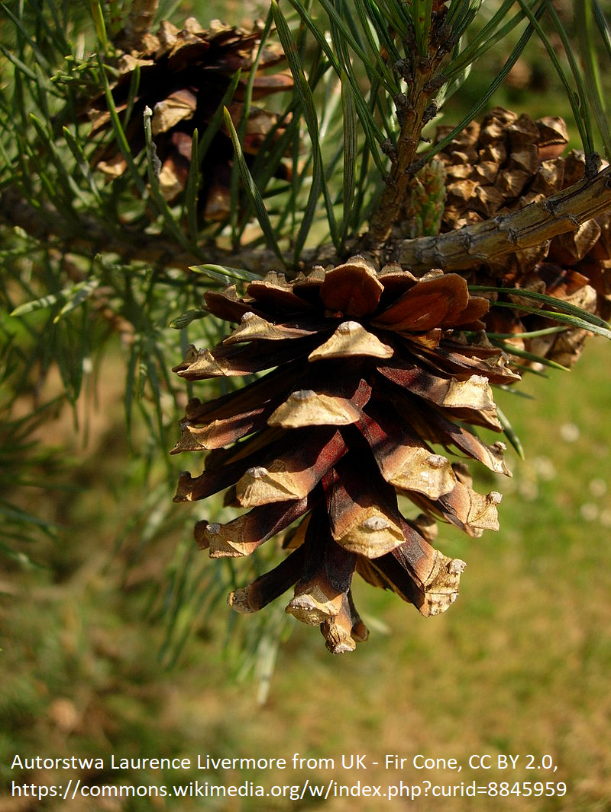 Autorstwa Laurence Livermore from UK - Fir Cone, CC BY 2.0,
https://commons.wikimedia.org/w/index.php?curid=8845959